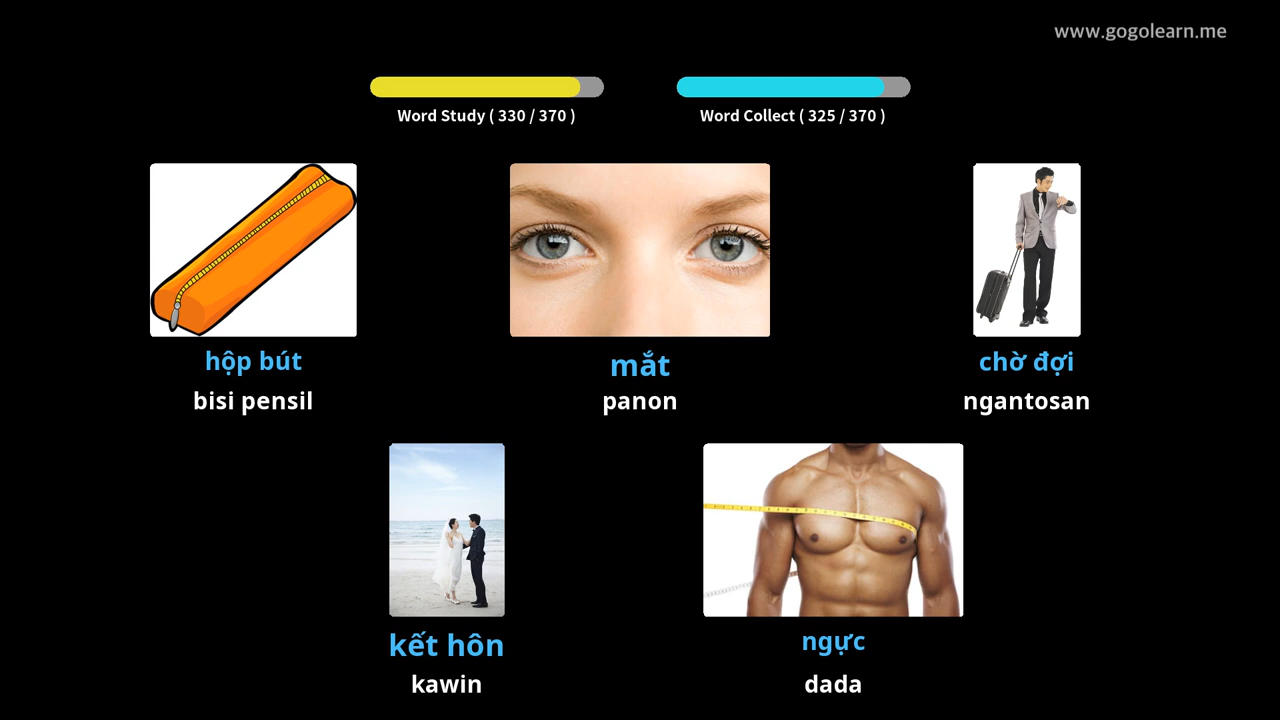 www.gogolearn.me
Word Study ( 330 / 370 )
Word Collect ( 325 / 370 )
hộp bút
bisi pensil
mắt
panon
chờ đợi
ngantosan
kết hôn
kawin
ngực
dada